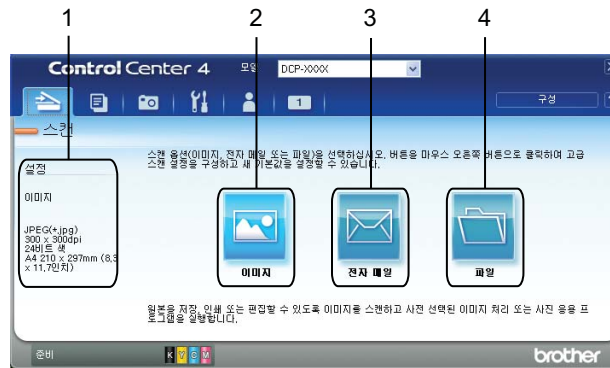 1 2 3 4
Control Center 4 모델 DCP-XXXX
1 구성
스캔
스캔 옵션(이미지, 전자 메일 또는 파일)을 선택하십시오. 버튼을 마우스 오른쪽 버튼으로 클릭하여 고급
스캔 설정을 구성하고 새 기본값을 설정할 수 있습니다.
설정
이미지
JPEG(*.jpg)
300 x 300dpi
24비트 색
A4 210 x 297mm (8,3
x 11,7인치)
이미지 전자 메일 파일
원본을 저장, 인쇄 또는 편집할 수 있도록 이미지를 스캔하고 사전 선택된 이미지 처리 또는 사진 응용 프
로그램을 실행합니다.
준비 K Y C M brother